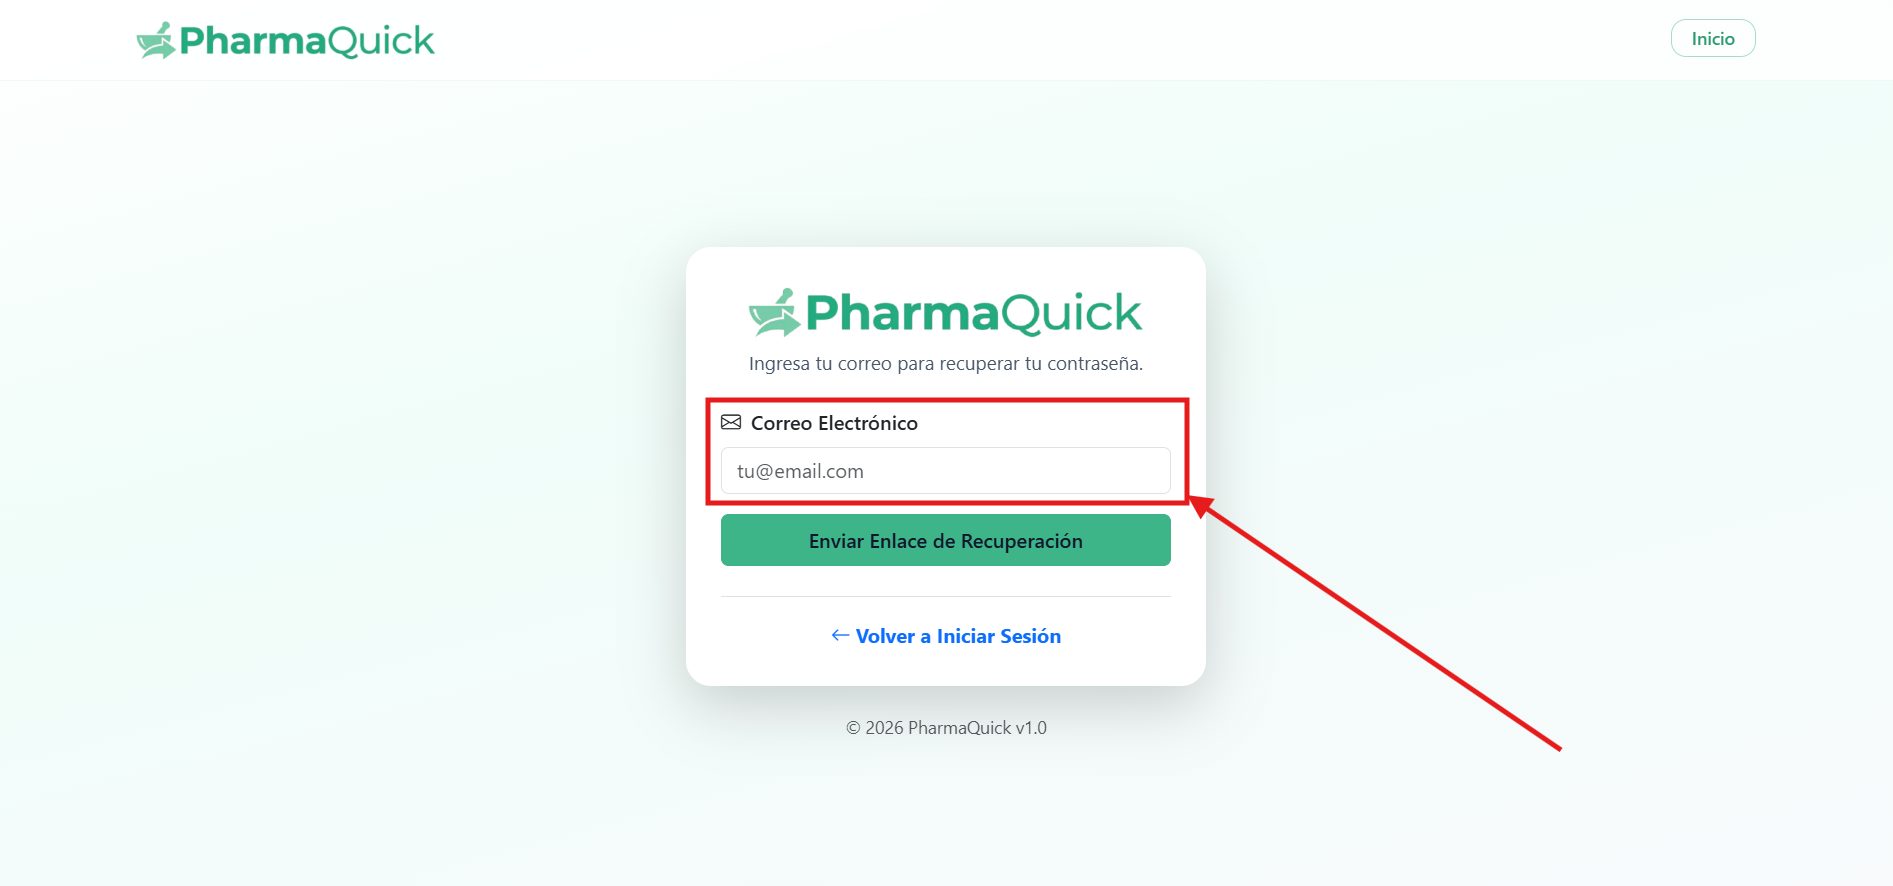 PharmaQuick
Inicio
PharmaQuick
Ingresa tu correo para recuperar tu contraseña.
Correo Electrónico
tu@email.com
Enviar Enlace de Recuperación
← Volver a Iniciar Sesión
© 2026 PharmaQuick v1.0